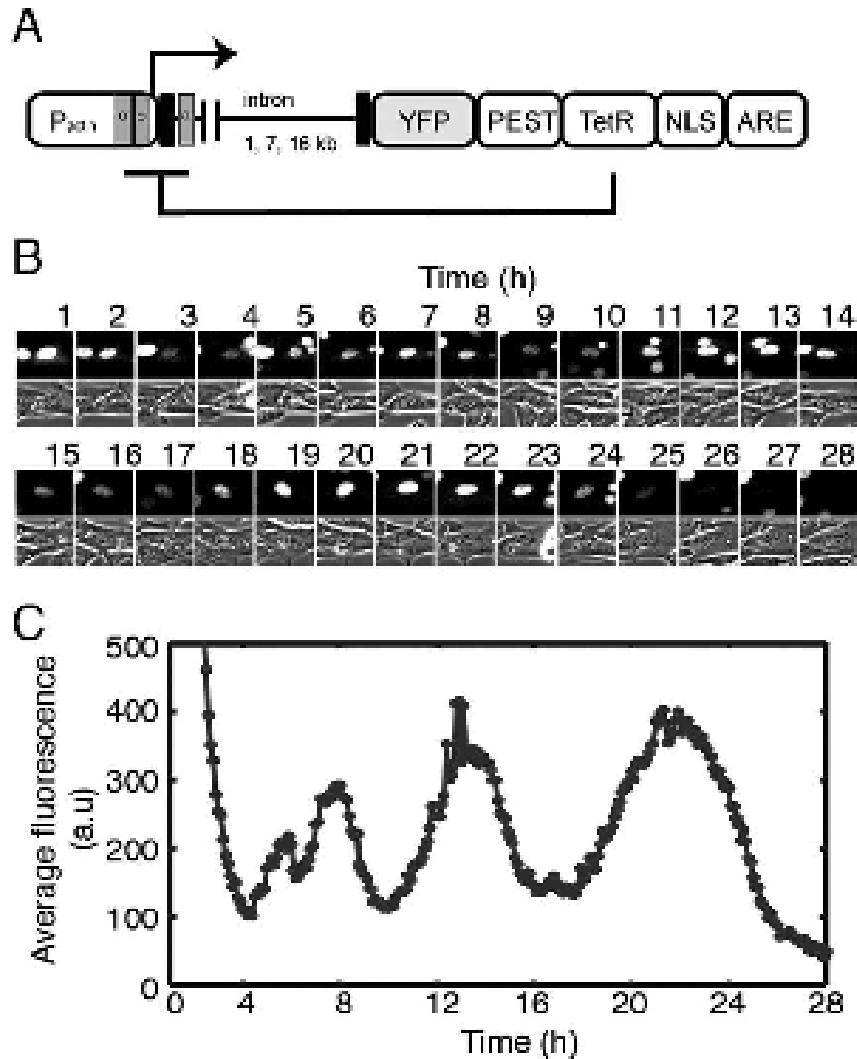 A
intron
1, 7, 16 kb
YFP
PEST
TetR
NLS
ARE
B
Time (h)
1 2 3 4 5 6 7 8 9 10 11 12 13 14
15 16 17 18 19 20 21 22 23 24 25 26 27 28
C
Average fluorescence
(a.u)
500
400
300
200
100
0
0 4 8 12 16 20 24 28
Time (h)